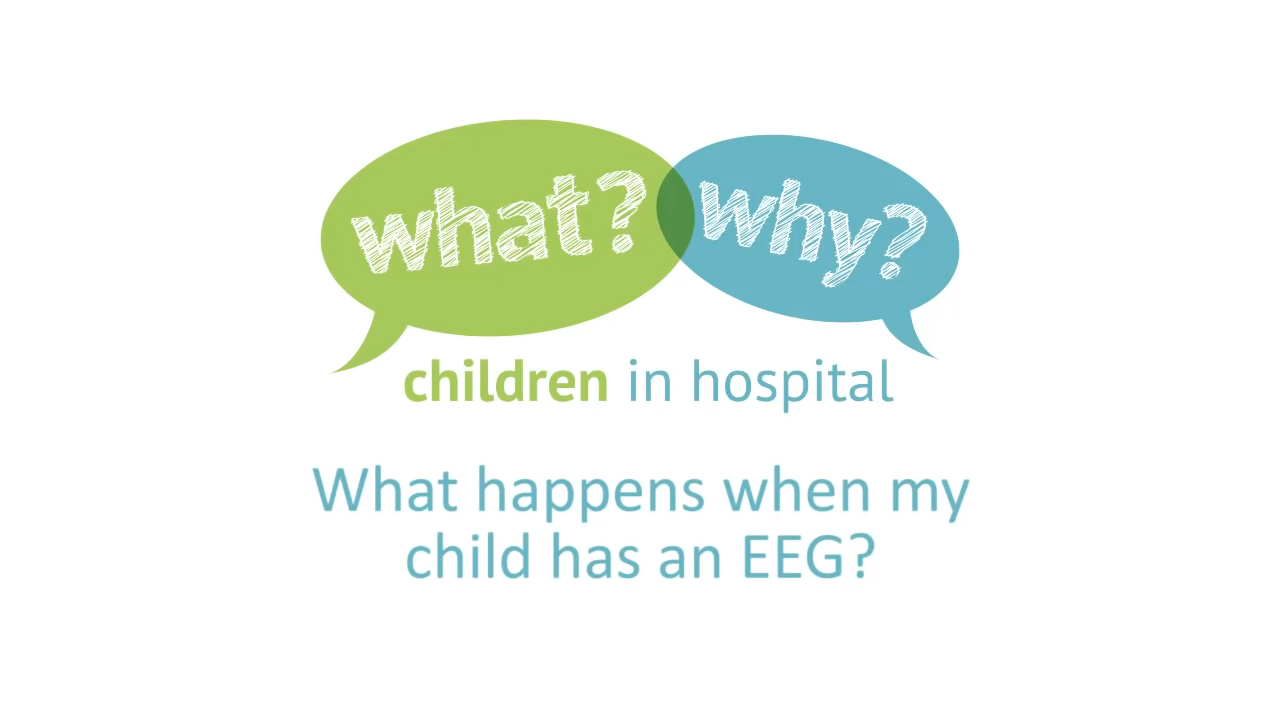 what? why?
children in hospital
What happens when my
child has an EEG?